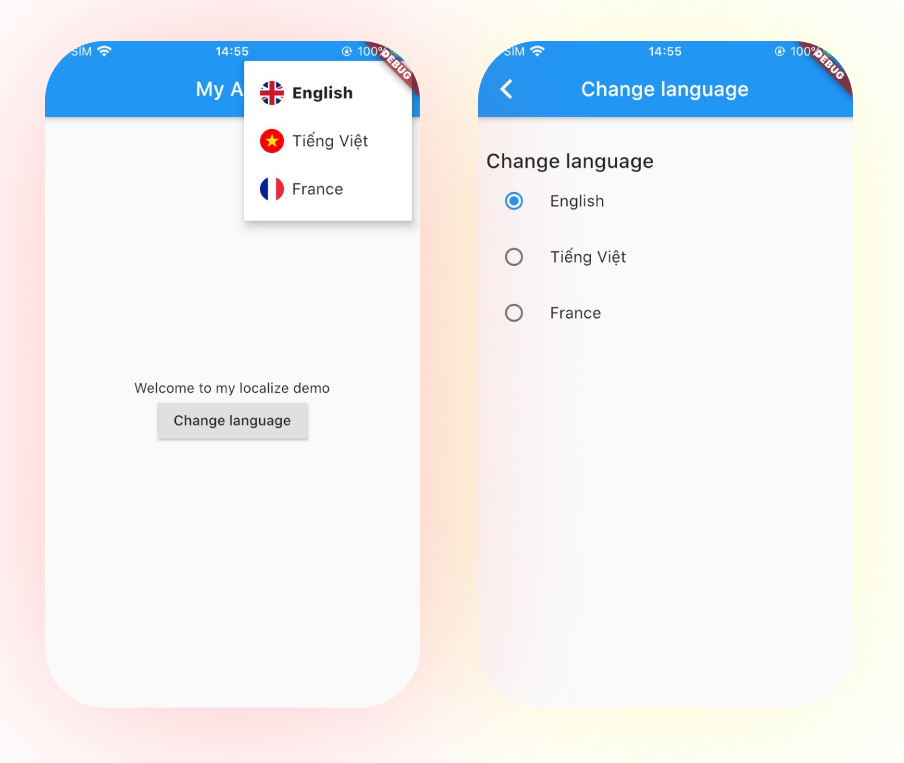 SIM 14:55 100%
DEBUG
My A
English
Tiếng Việt
France
Welcome to my localize demo
Change language
SIM 14:55 100%
DEBUG
Change language
Change language
English
Tiếng Việt
France